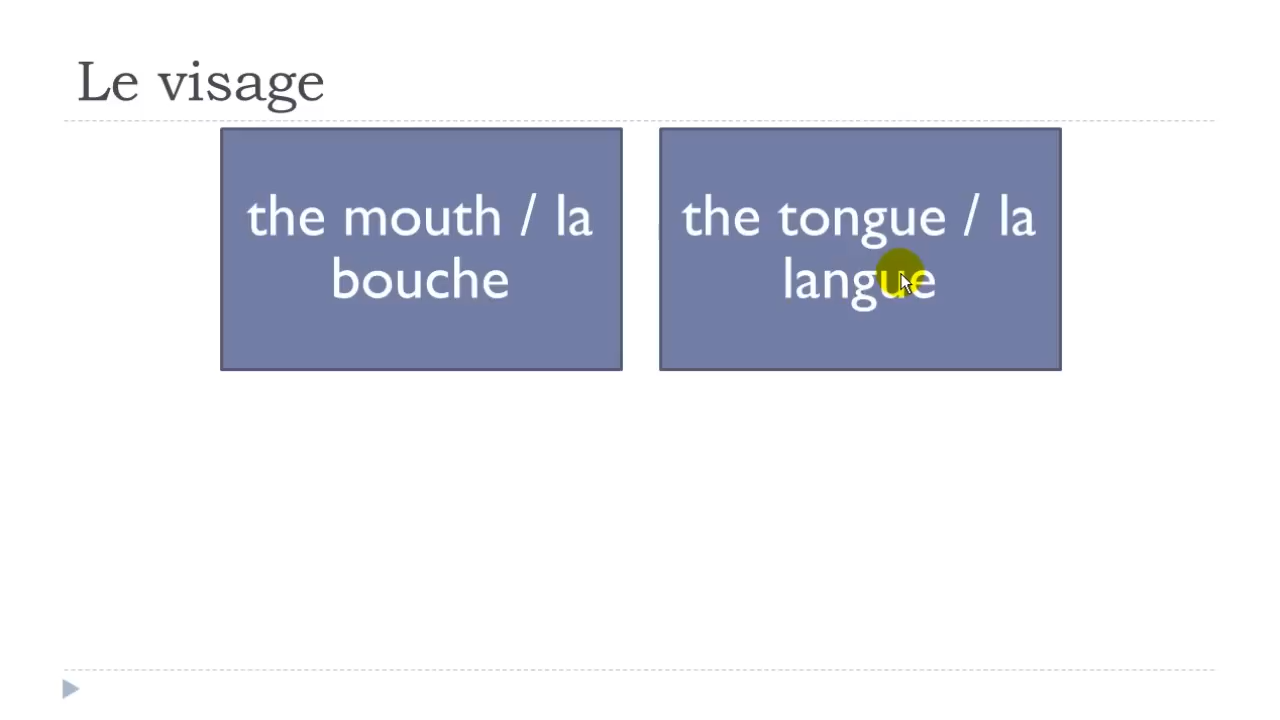 Le visage
the mouth / la
bouche
the tongue / la
langue